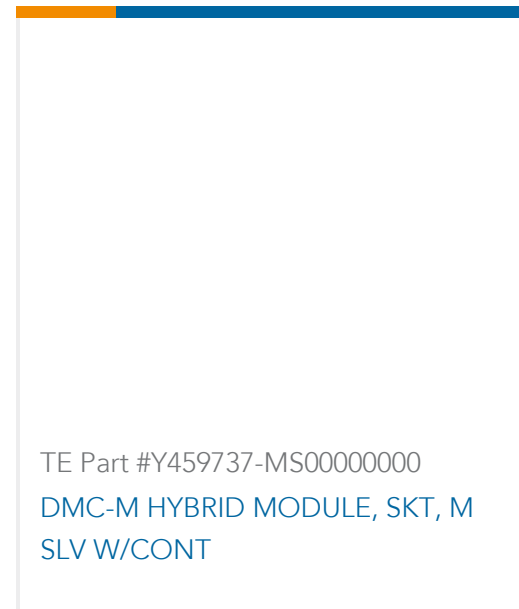 TE Part #Y459737-MS00000000
DMC-M HYBRID MODULE, SKT, M
SLV W/CONT